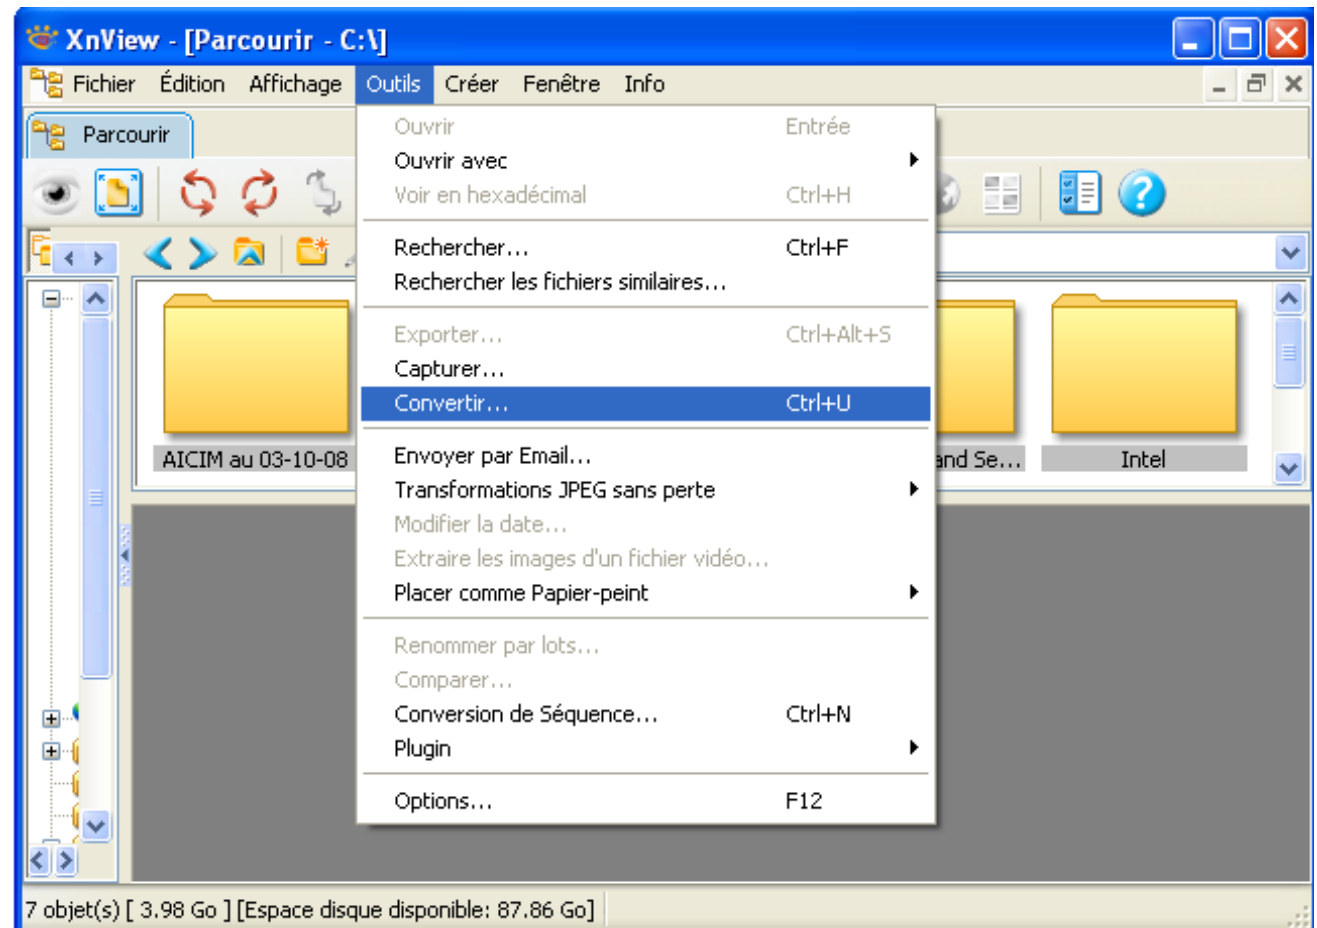 XnView - [Parcourir - C:\]
Fichier Édition Affichage Outils Créer Fenêtre Info
Parcourir
Ouvrir Entrée
Ouvrir avec
Voir en hexadécimal Ctrl+H
Rechercher... Ctrl+F
Rechercher les fichiers similaires...
Exporter... Ctrl+Alt+S
Capturer...
Convertir... Ctrl+U
Envoyer par Email...
Transformations JPEG sans perte
Modifier la date...
Extraire les images d'un fichier vidéo...
Placer comme Papier-peint
Renommer par lots...
Comparer...
Conversion de Séquence... Ctrl+N
Plugin
Options... F12
AICIM au 03-10-08
and Se...
Intel
7 objet(s) [ 3.98 Go ] [Espace disque disponible: 87.86 Go]